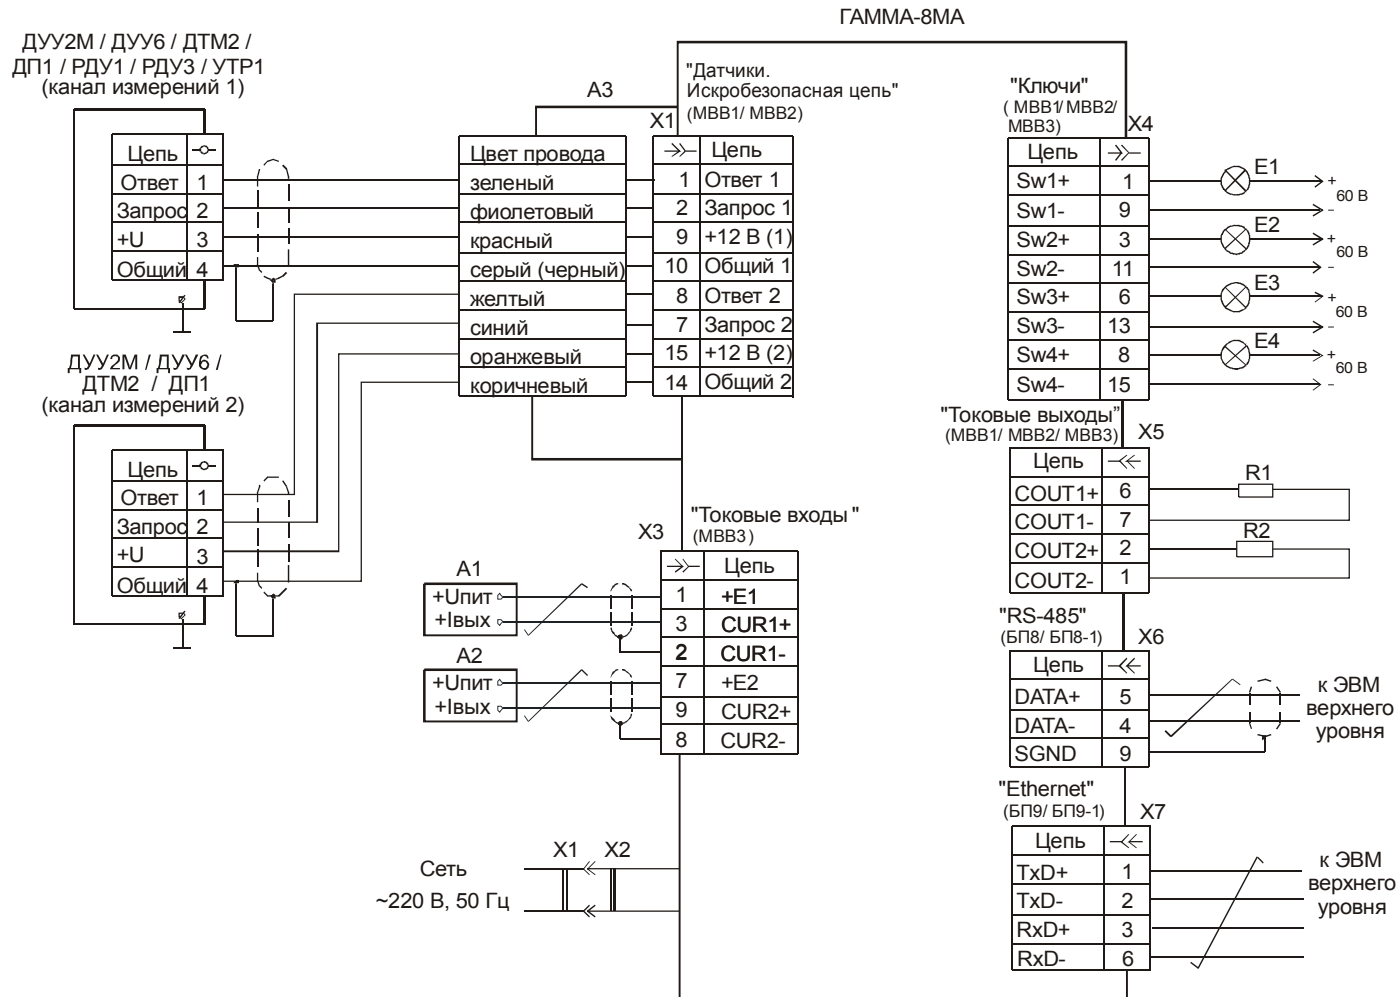 ГАММА-8МА
ДУУ2М / ДУУ6 / ДТМ2 /
ДП1 / РДУ1 / РДУ3 / УТР1
(канал измерений 1)
Цепь
Ответ 1
Запрос 2
+U 3
Общий 4
А3
Цвет провода
зеленый
фиолетовый
красный
серый (черный)
желтый
синий
оранжевый
коричневый
"Датчики.
Искробезопасная цепь"
(МВВ1/ МВВ2)
X1
Цепь
1 Ответ 1
2 Запрос 1
9 +12 В (1)
10 Общий 1
8 Ответ 2
7 Запрос 2
15 +12 В (2)
14 Общий 2
ДУУ2М / ДУУ6 /
ДТМ2 / ДП1
(канал измерений 2)
Цепь
Ответ 1
Запрос 2
+U 3
Общий 4
"Токовые входы"
(МВВ3)
X3
Цепь
1 +E1
3 CUR1+
2 CUR1-
7 +E2
9 CUR2+
8 CUR2-
А1
+Uпит
+Iвых
А2
+Uпит
+Iвых
Сеть
~220 В, 50 Гц
X1 X2
"Ключи"
( МВВ1/ МВВ2/
МВВ3)
X4
Цепь
Sw1+ 1
Sw1- 9
Sw2+ 3
Sw2- 11
Sw3+ 6
Sw3- 13
Sw4+ 8
Sw4- 15
E1 +
60 В
-
E2 +
60 В
-
E3 +
60 В
-
E4 +
60 В
-
"Токовые выходы"
(МВВ1/ МВВ2/ МВВ3)
X5
Цепь
COUT1+ 6
COUT1- 7
COUT2+ 2
COUT2- 1
R1
R2
"RS-485"
(БП8/ БП8-1)
X6
Цепь
DATA+ 5
DATA- 4
SGND 9
к ЭВМ
верхнего
уровня
"Ethernet"
(БП9/ БП9-1)
X7
Цепь
TxD+ 1
TxD- 2
RxD+ 3
RxD- 6
к ЭВМ
верхнего
уровня